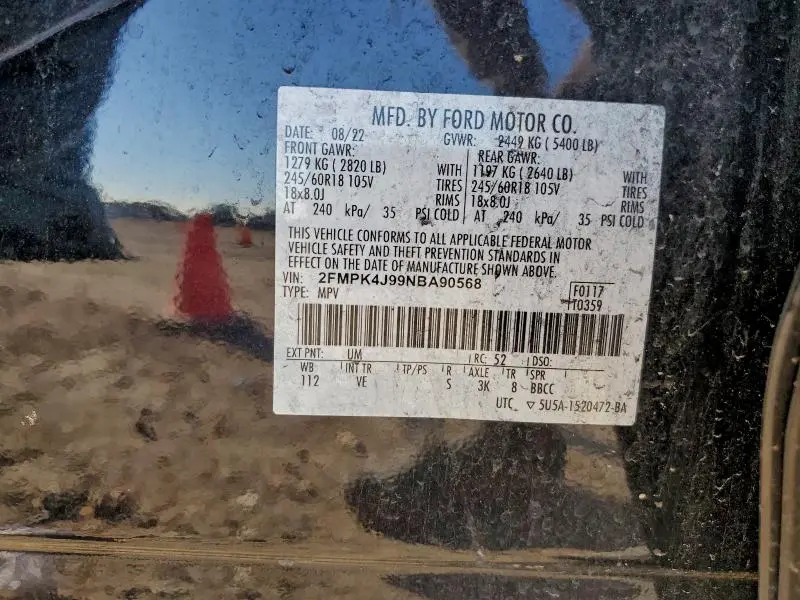 MFD. BY FORD MOTOR CO.
DATE: 08/22 GVWR: 2449 KG ( 5400 LB)
FRONT GAWR: REAR GAWR:
1279 KG ( 2820 LB) WITH 1197 KG ( 2640 LB) WITH
245/60R18 105V TIRES 245/60R18 105V TIRES
18x8.0J RIMS 18x8.0J RIMS
AT 240 kPa/ 35 PSI COLD AT 240 kPa/ 35 PSI COLD
THIS VEHICLE CONFORMS TO ALL APPLICABLE FEDERAL MOTOR
VEHICLE SAFETY AND THEFT PREVENTION STANDARDS IN
EFFECT ON THE DATE OF MANUFACTURE SHOWN ABOVE.
VIN: 2FMPK4J99NBA90568 F0117
TYPE: MPV T0359
EXT PNT: UM RC: 52 DSO:
WB INT TR TP/PS R AXLE TR SPR
112 VE S 3K 8 BBCC
UTC ▽ 5U5A-1520472-BA